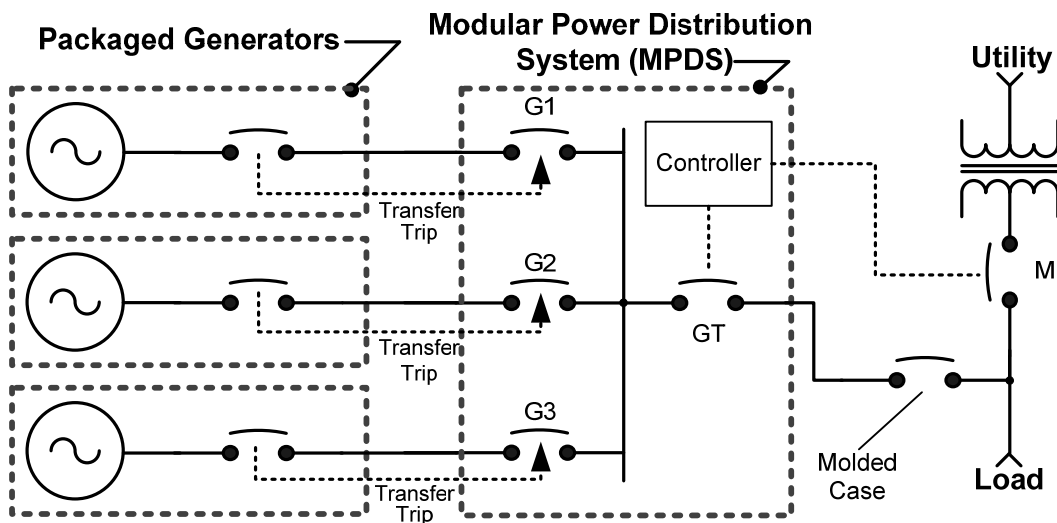 Packaged Generators
Modular Power Distribution
System (MPDS)
Utility
G1
Controller
Transfer
Trip
G2
M
GT
Transfer
Trip
G3
Molded
Case
Load
Transfer
Trip